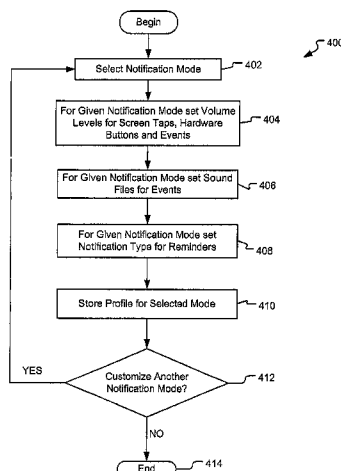 Begin
400
Select Notification Mode
402
For Given Notification Mode set Volume
Levels for Screen Taps, Hardware
Buttons and Events
404
For Given Notification Mode set Sound
Files for Events
406
For Given Notification Mode set
Notification Type for Reminders
408
Store Profile for Selected Mode
410
YES
Customize Another
Notification Mode?
412
NO
End
414